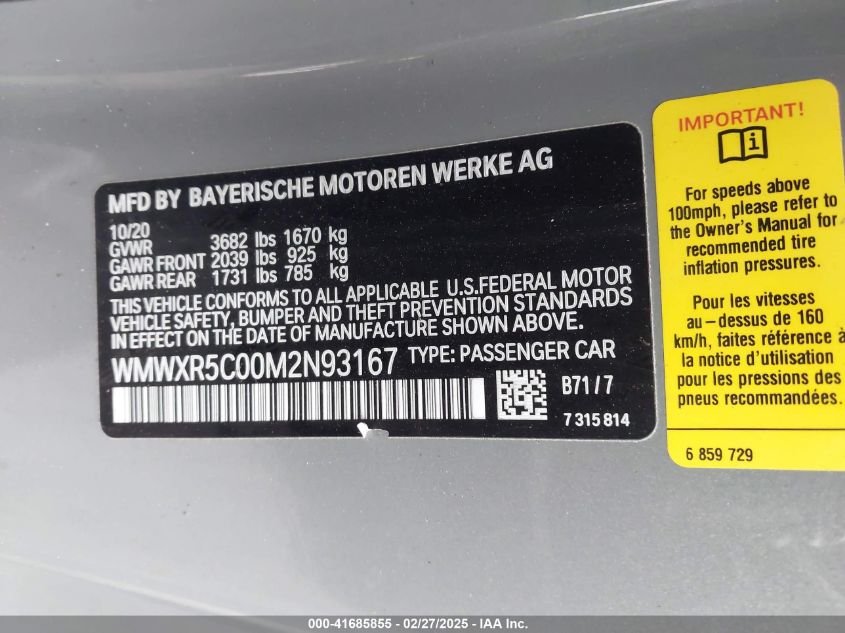 MFD BY BAYERISCHE MOTOREN WERKE AG
10/20
GVWR 3682 lbs 1670 kg
GAWR FRONT 2039 lbs 925 kg
GAWR REAR 1731 lbs 785 kg
THIS VEHICLE CONFORMS TO ALL APPLICABLE U.S.FEDERAL MOTOR
VEHICLE SAFETY, BUMPER AND THEFT PREVENTION STANDARDS
IN EFFECT ON THE DATE OF MANUFACTURE SHOWN ABOVE.
WMWXR5C00M2N93167 TYPE: PASSENGER CAR
B71/7
7 315 814
IMPORTANT!
For speeds above
100mph, please refer to
the Owner's Manual for
recommended tire
inflation pressures.
Pour les vitesses
au-dessus de 160
km/h, faites référence à
la notice d'utilisation
pour les pressions des
pneus recommandées.
6 859 729
000-41685855 - 02/27/2025 - IAA Inc.